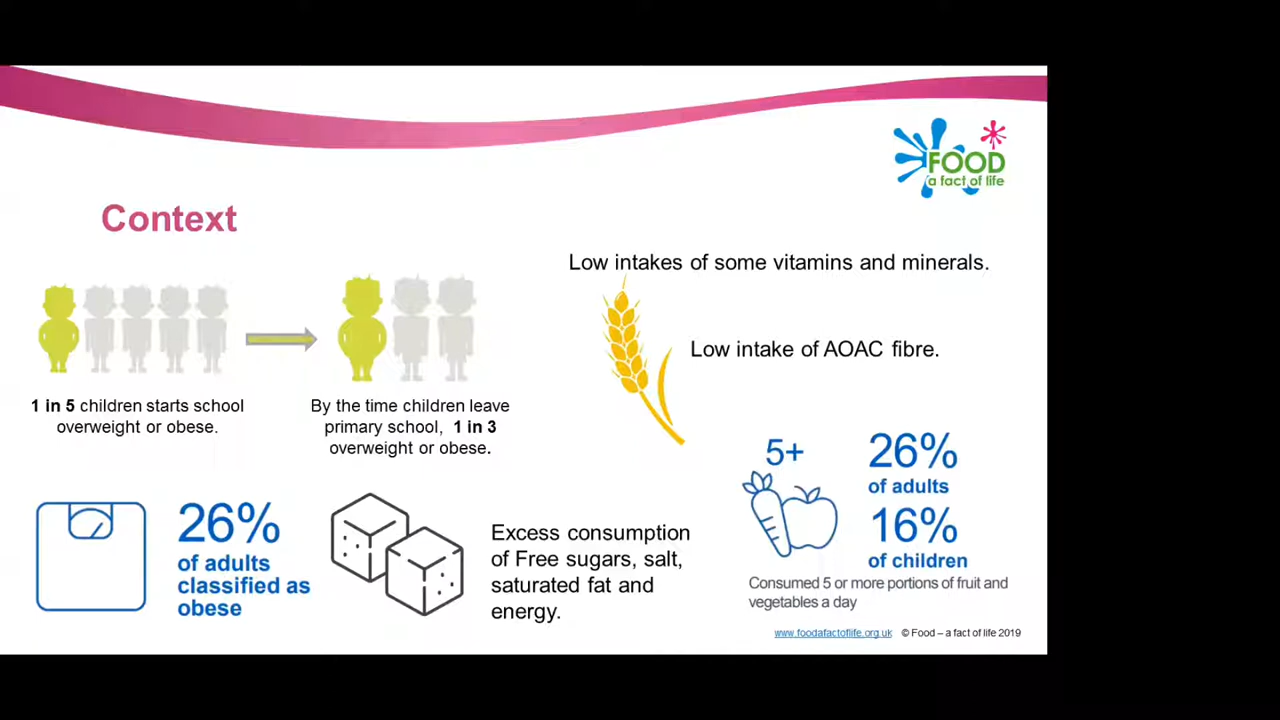 FOOD
a fact of life
Context
Low intakes of some vitamins and minerals.
Low intake of AOAC fibre.
1 in 5 children starts school
overweight or obese.
By the time children leave
primary school, 1 in 3
overweight or obese.
26%
of adults
classified as
obese
Excess consumption
of Free sugars, salt,
saturated fat and
energy.
5+
26%
of adults
16%
of children
Consumed 5 or more portions of fruit and
vegetables a day
www.foodafactoflife.org.uk © Food – a fact of life 2019